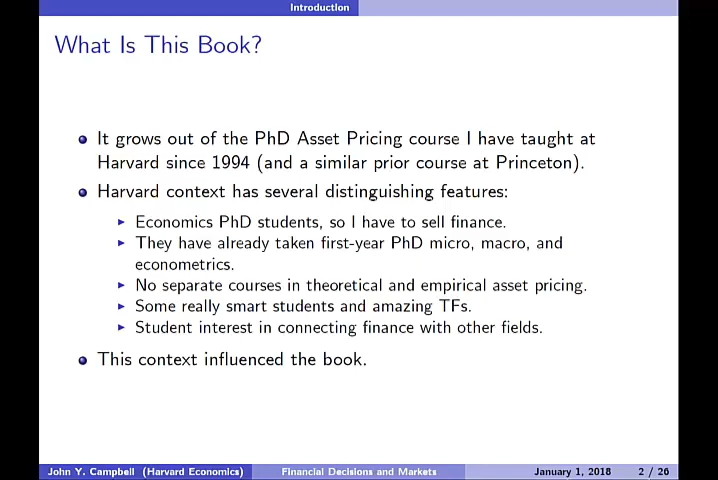 Introduction
What Is This Book?
It grows out of the PhD Asset Pricing course I have taught at
Harvard since 1994 (and a similar prior course at Princeton).
Harvard context has several distinguishing features:
Economics PhD students, so I have to sell finance.
They have already taken first-year PhD micro, macro, and
econometrics.
No separate courses in theoretical and empirical asset pricing.
Some really smart students and amazing TFs.
Student interest in connecting finance with other fields.
This context influenced the book.
John Y. Campbell (Harvard Economics) Financial Decisions and Markets January 1, 2018 2 / 26